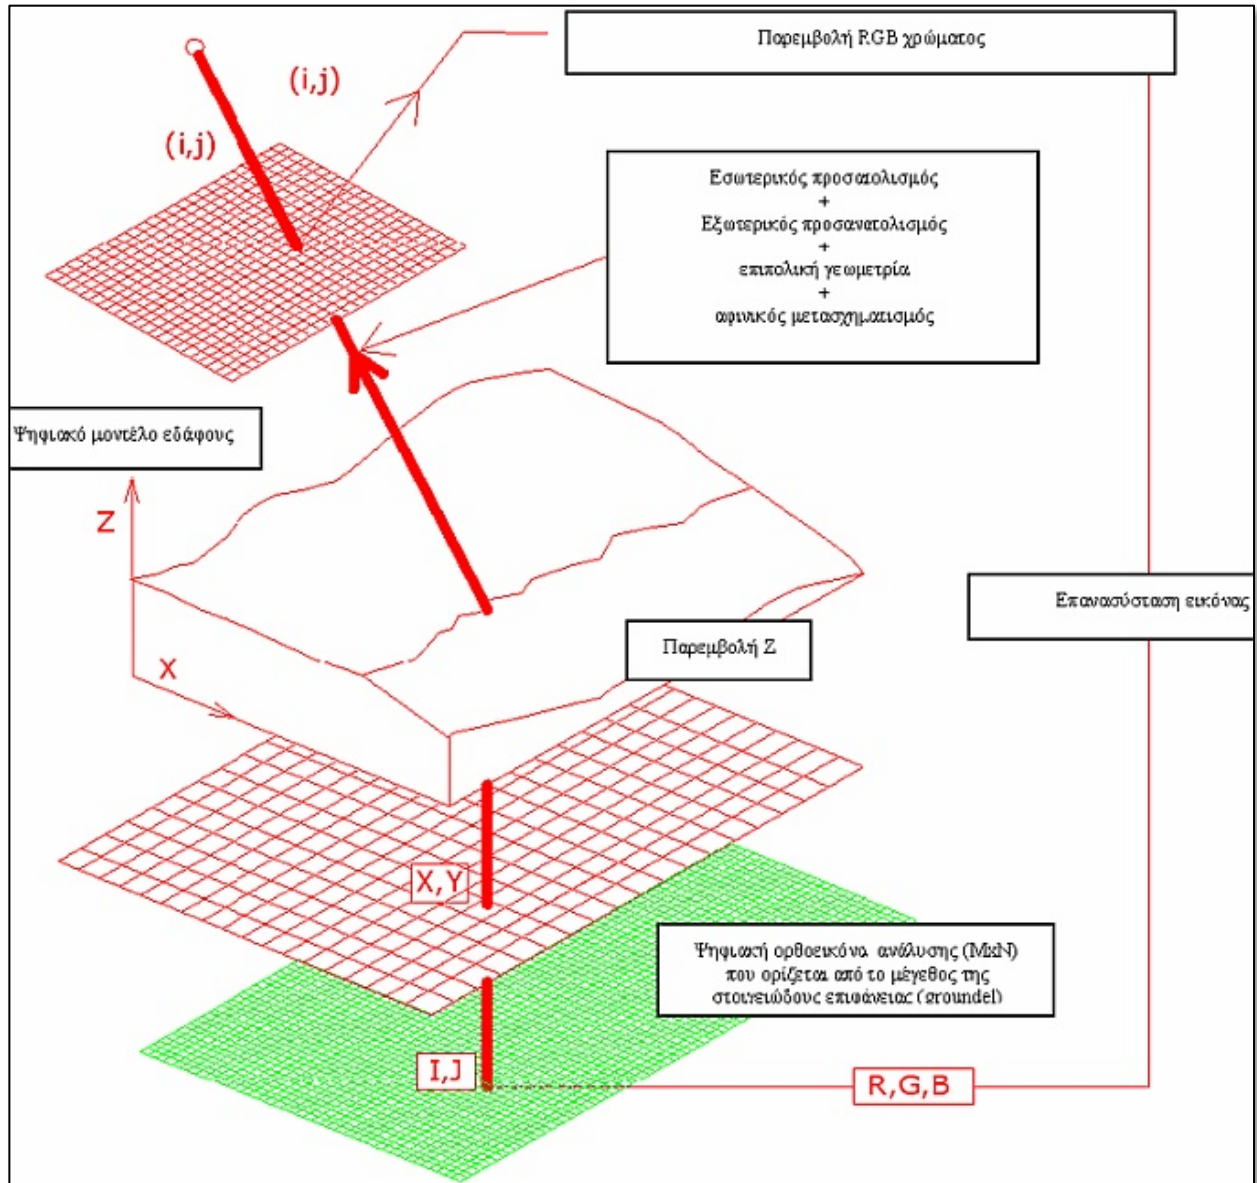 Παρεμβολή RGB χρώματος
(i,j)
(i,j)
Εσωτερικός προσατολισμός
+
Εξωτερικός προσανατολισμός
+
επιπολική γεωμετρία
+
αφινικός μετασχηματισμός
Ψηφιακό μοντέλο εδάφους
Z
X
Επανασύσταση εικόνας
Παρεμβολή Z
X,Y
Ψηφιακή ορθοεικόνα ανάλυσης (MxN)
που ορίζεται από το μέγεθος της
στοιχειώδους επιφάνειας (groundel)
I,J
R,G,B